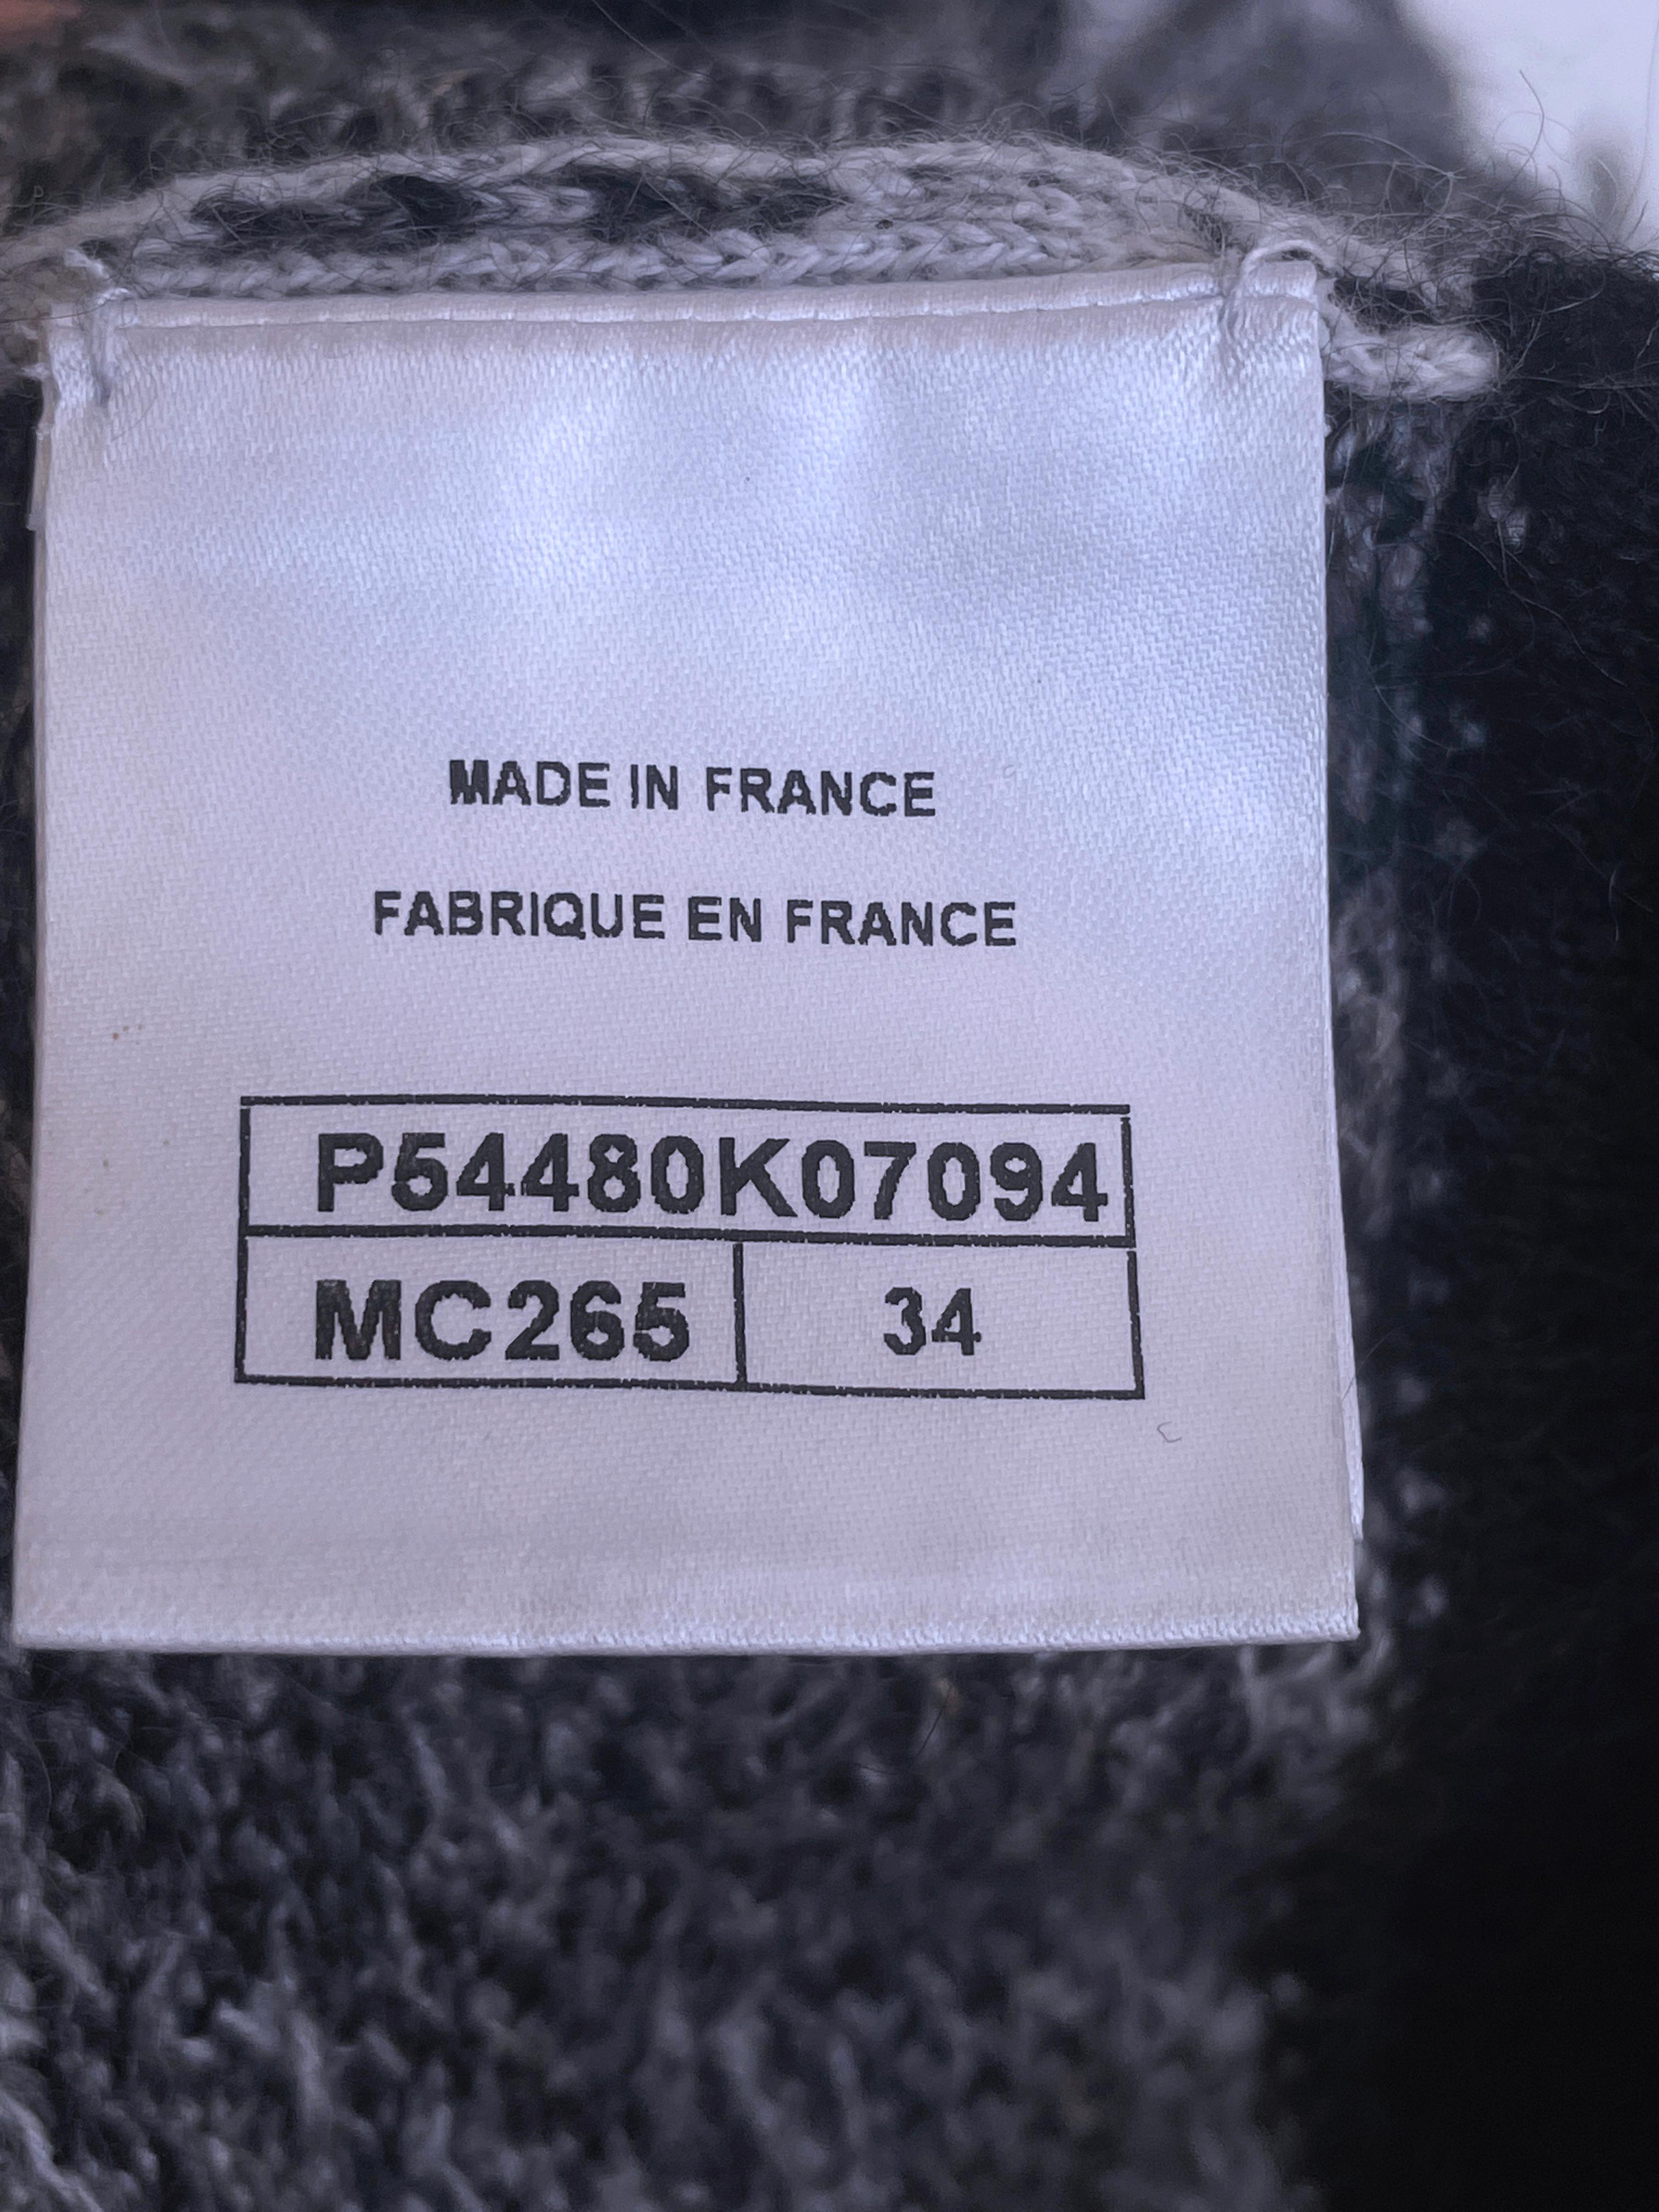 MADE IN FRANCE
FABRIQUE EN FRANCE
P54480K07094
MC265 34